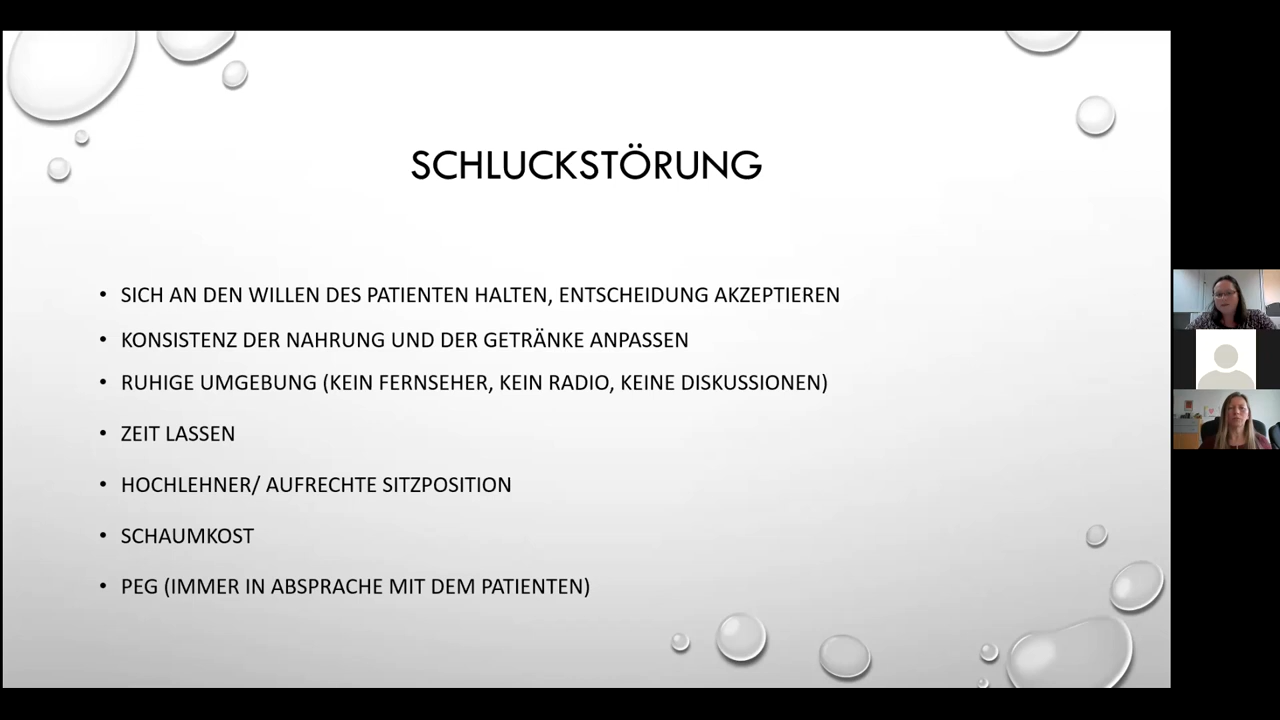 SCHLUCKSTÖRUNG
• SICH AN DEN WILLEN DES PATIENTEN HALTEN, ENTSCHEIDUNG AKZEPTIEREN
• KONSISTENZ DER NAHRUNG UND DER GETRÄNKE ANPASSEN
• RUHIGE UMGEBUNG (KEIN FERNSEHER, KEIN RADIO, KEINE DISKUSSIONEN)
• ZEIT LASSEN
• HOCHLEHNER/ AUFRECHTE SITZPOSITION
• SCHAUMKOST
• PEG (IMMER IN ABSPRACHE MIT DEM PATIENTEN)